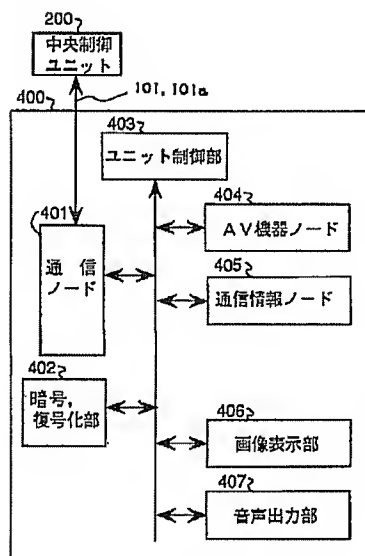 200
中央制御
ユニット
101, 101a
400
403
ユニット制御部
404
AV機器ノード
401
通信
ノード
405
通信情報ノード
402
暗号,
復号化部
406
画像表示部
407
音声出力部